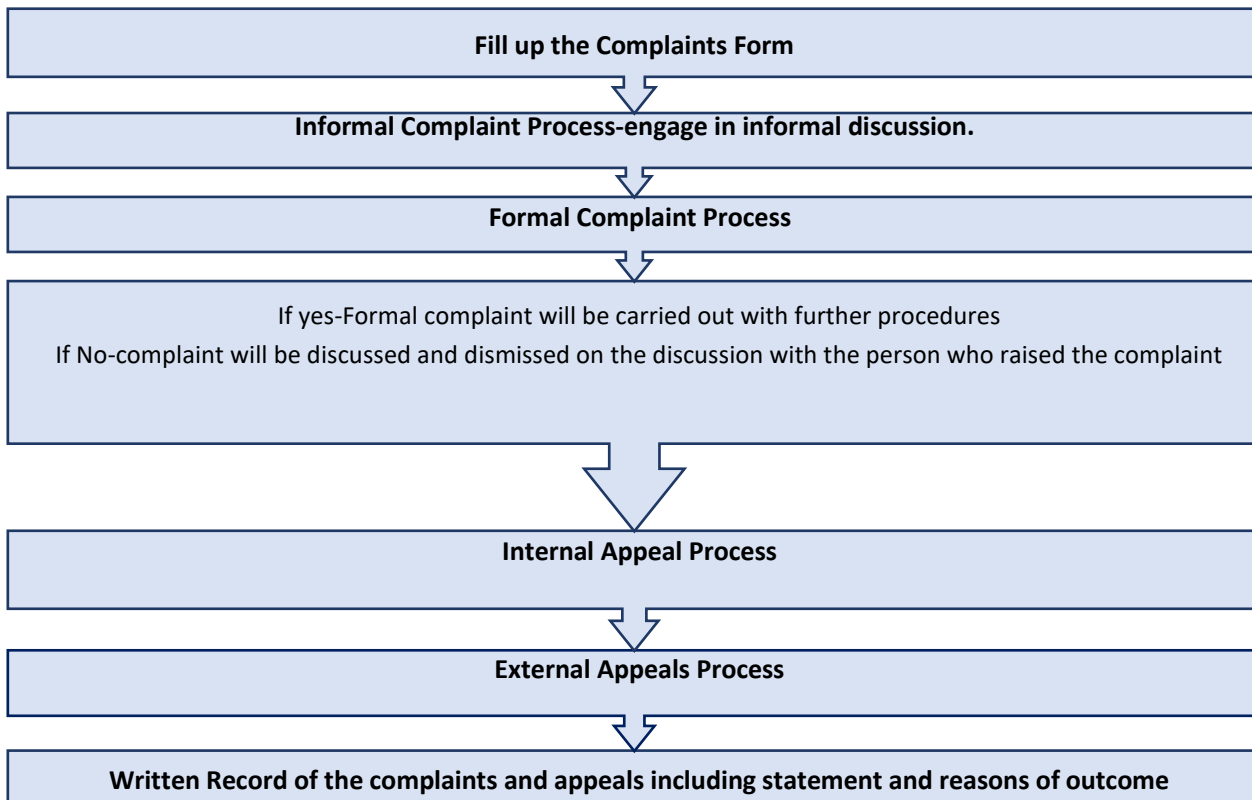 Fill up the Complaints Form
Informal Complaint Process-engage in informal discussion.
Formal Complaint Process
If yes-Formal complaint will be carried out with further procedures
If No-complaint will be discussed and dismissed on the discussion with the person who raised the complaint
Internal Appeal Process
External Appeals Process
Written Record of the complaints and appeals including statement and reasons of outcome